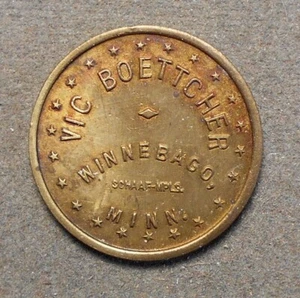 VIC BOETTCHER
WINNEBAGO,
SCHAAF-MPLS.
MINN.